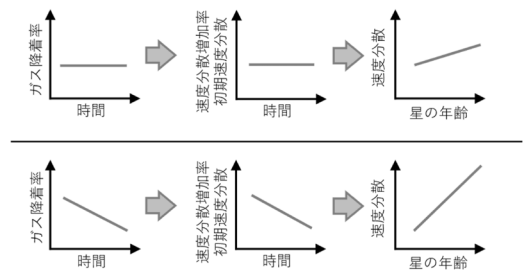 ガス降着率
時間
速度分散増加率
初期速度分散
時間
速度分散
星の年齢
ガス降着率
時間
速度分散増加率
初期速度分散
時間
速度分散
星の年齢